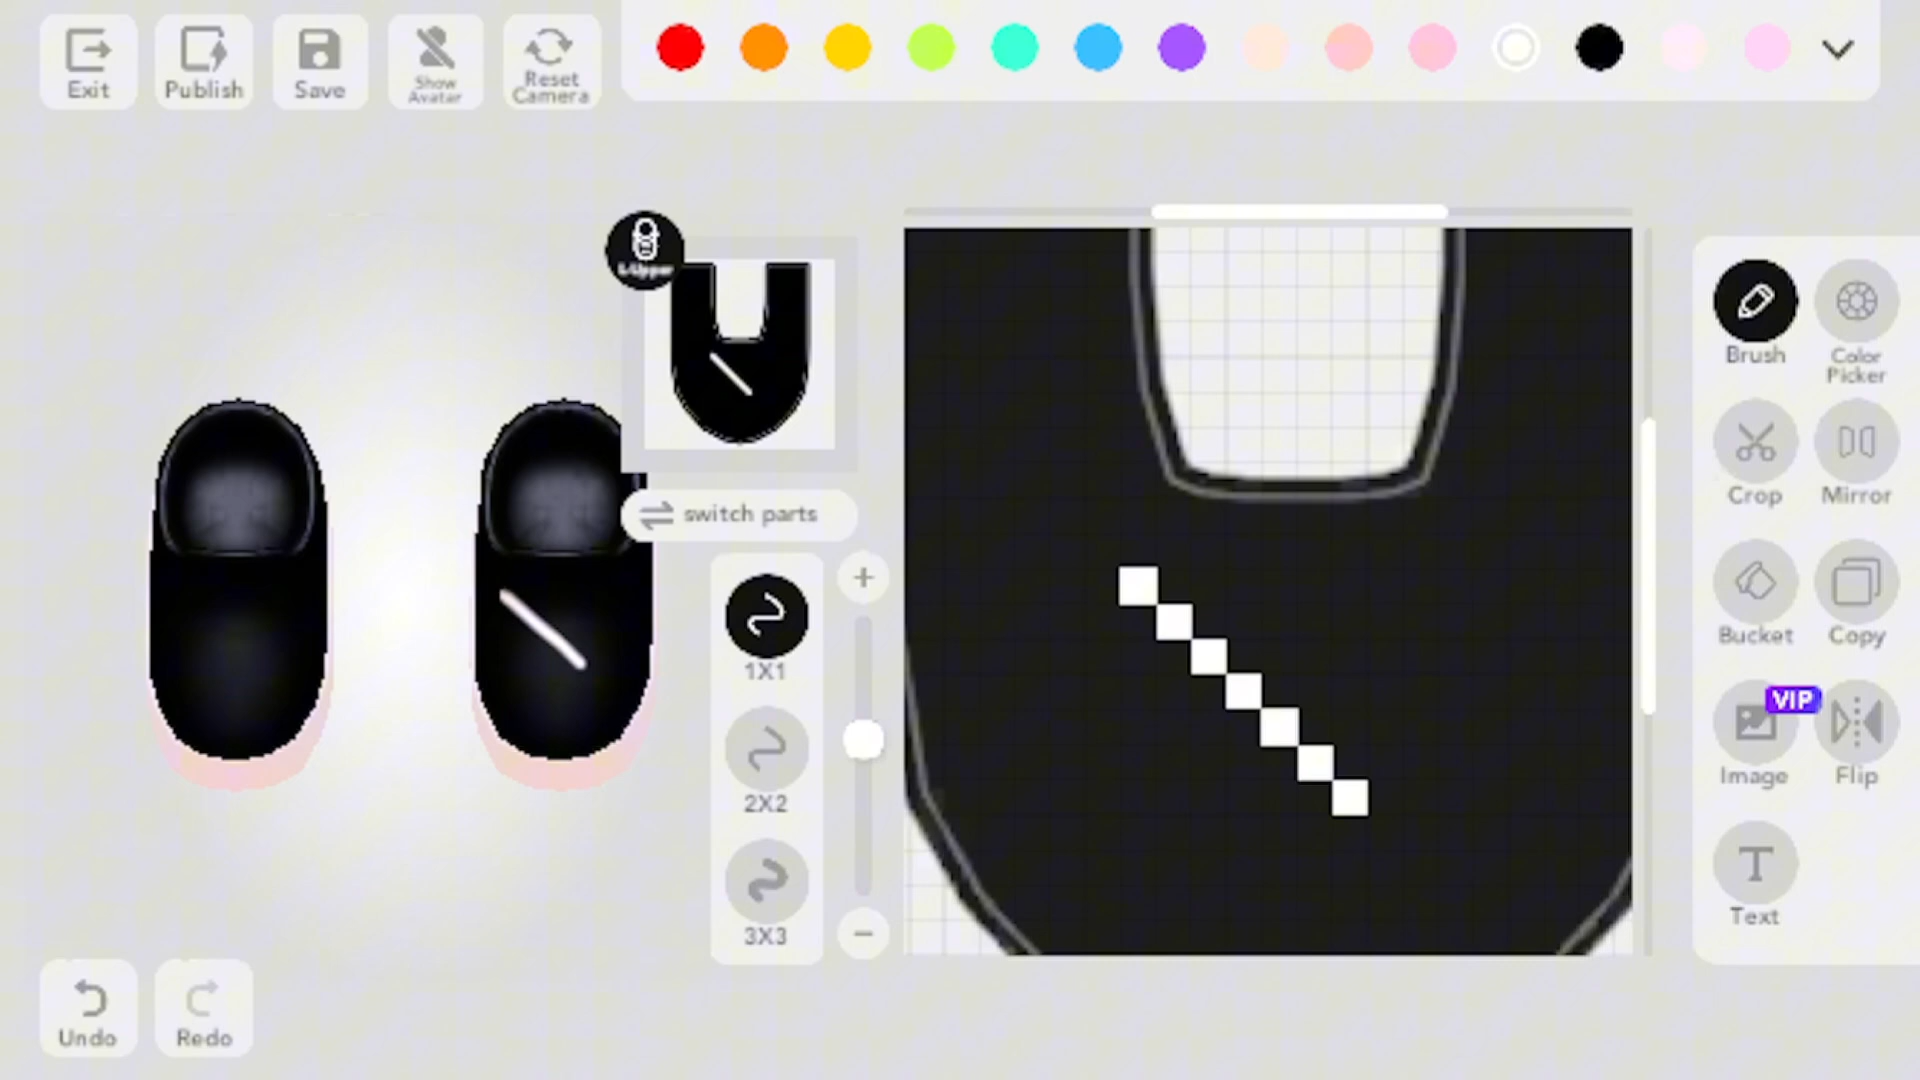 Exit
Publish
Save
Show
Avatar
Reset
Camera
L-Upper
switch parts
1X1
2X2
3X3
Brush
Color
Picker
Crop
Mirror
Bucket
Copy
VIP
Image
Flip
Text
Undo
Redo